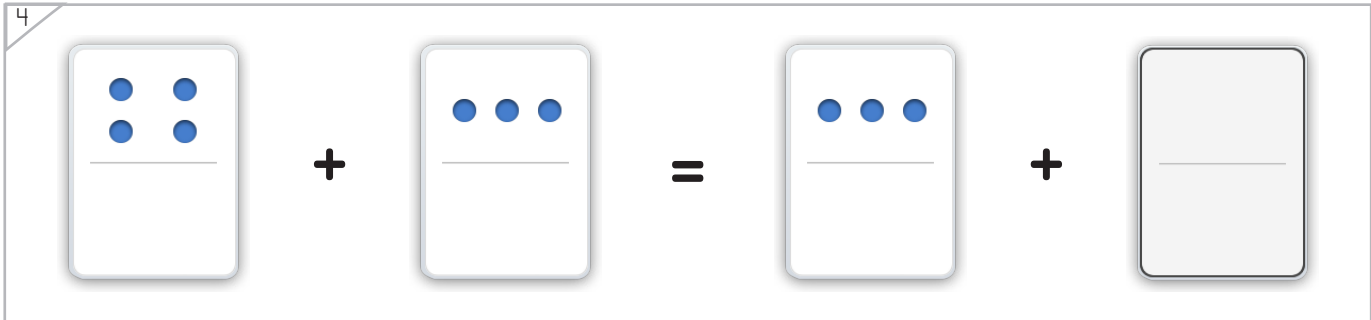 4
+ = +